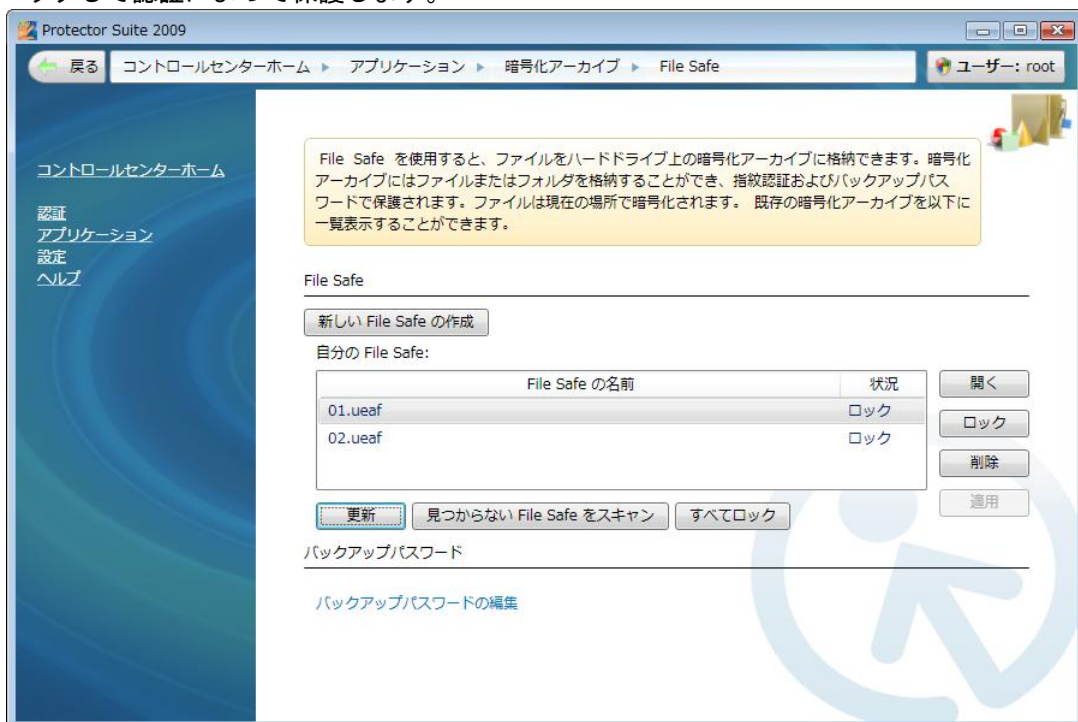 Protector Suite 2009
戻る コントロールセンターホーム ▶ アプリケーション ▶ 暗号化アーカイブ ▶ File Safe ユーザー: root
コントロールセンターホーム
認証
アプリケーション
設定
ヘルプ
File Safe を使用すると、ファイルをハードドライブ上の暗号化アーカイブに格納できます。暗号化
アーカイブにはファイルまたはフォルダを格納することができ、指紋認証およびバックアップパス
ワードで保護されます。ファイルは現在の場所で暗号化されます。 既存の暗号化アーカイブを以下に
一覧表示することができます。
File Safe
新しい File Safe の作成
自分の File Safe:
File Safe の名前 状況
01.ueaf ロック
02.ueaf ロック
開く
ロック
削除
適用
更新 見つからない File Safe をスキャン すべてロック
バックアップパスワード
バックアップパスワードの編集